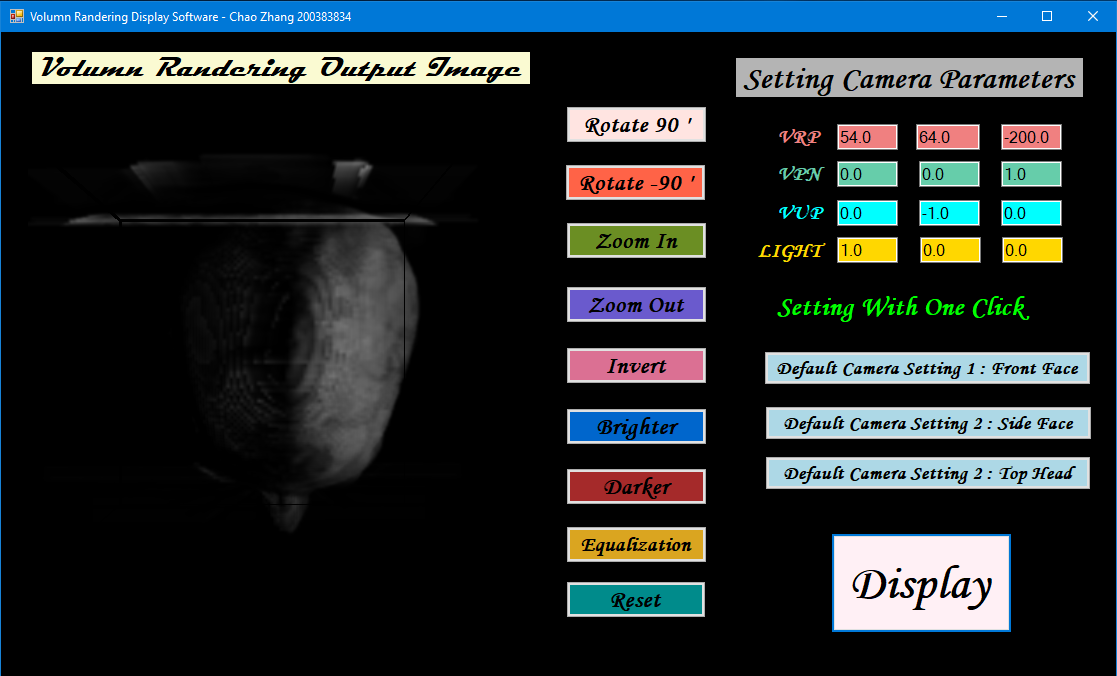 Volumn Randering Display Software - Chao Zhang 200383834
Volumn Randering Output Image
Rotate 90 '
Rotate -90 '
Zoom In
Zoom Out
Invert
Brighter
Darker
Equalization
Reset
Setting Camera Parameters
VRP 54.0 64.0 -200.0
VPN 0.0 0.0 1.0
VUP 0.0 -1.0 0.0
LIGHT 1.0 0.0 0.0
Setting With One Click
Default Camera Setting 1 : Front Face
Default Camera Setting 2 : Side Face
Default Camera Setting 2 : Top Head
Display